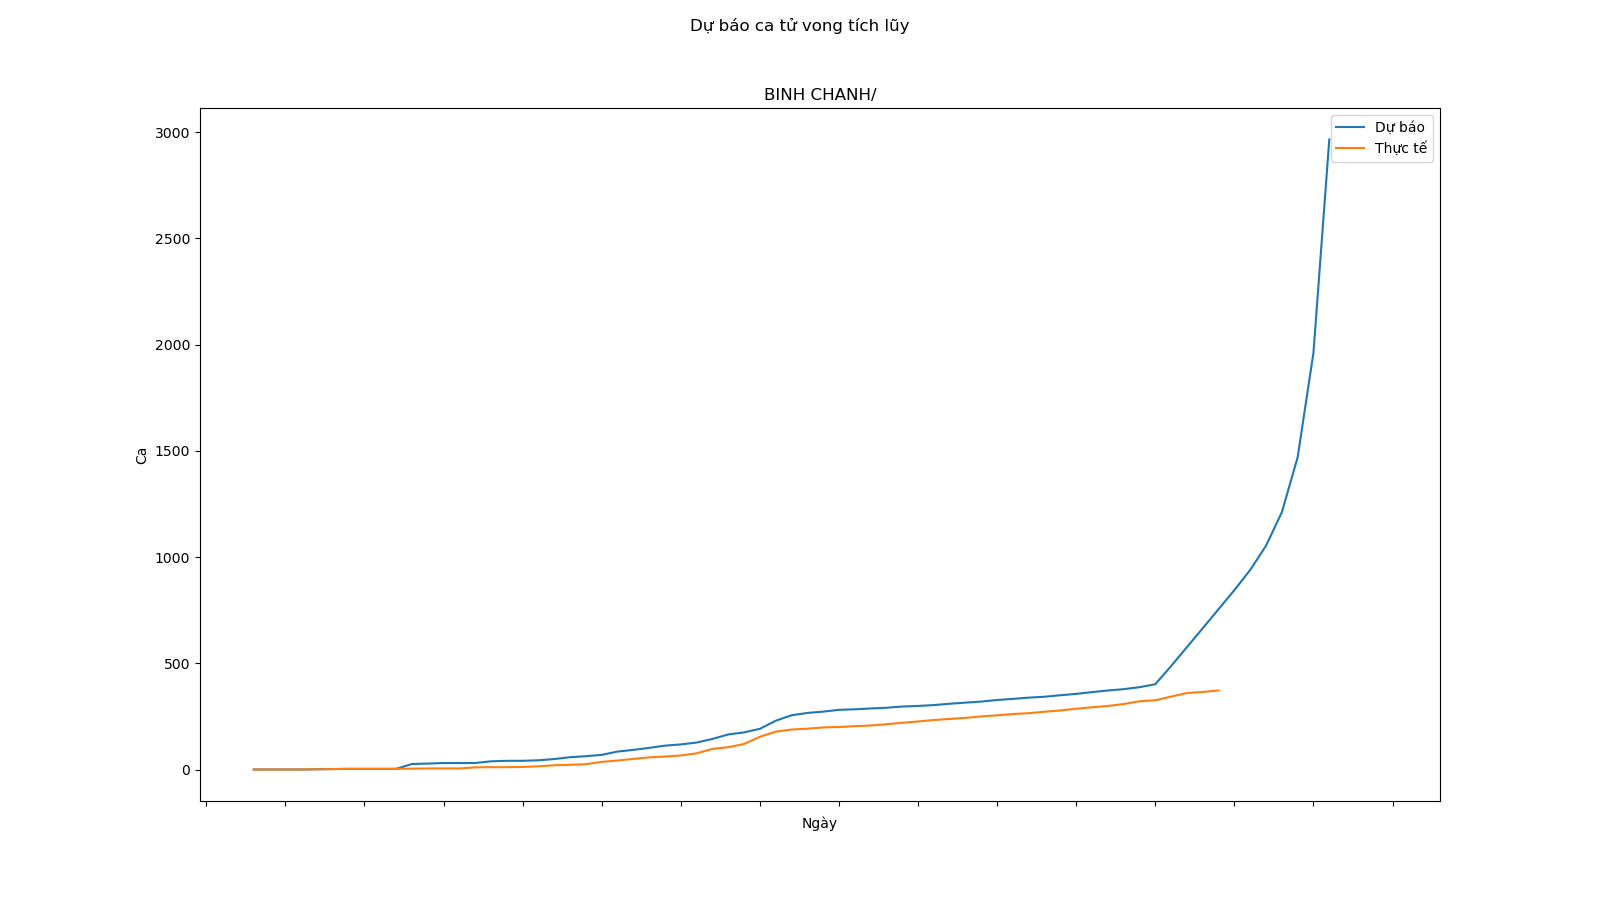 Dự báo ca tử vong tích lũy
BINH CHANH/
Dự báo
Thực tế
3000
2500
2000
1500
1000
500
0
Ca
Ngày